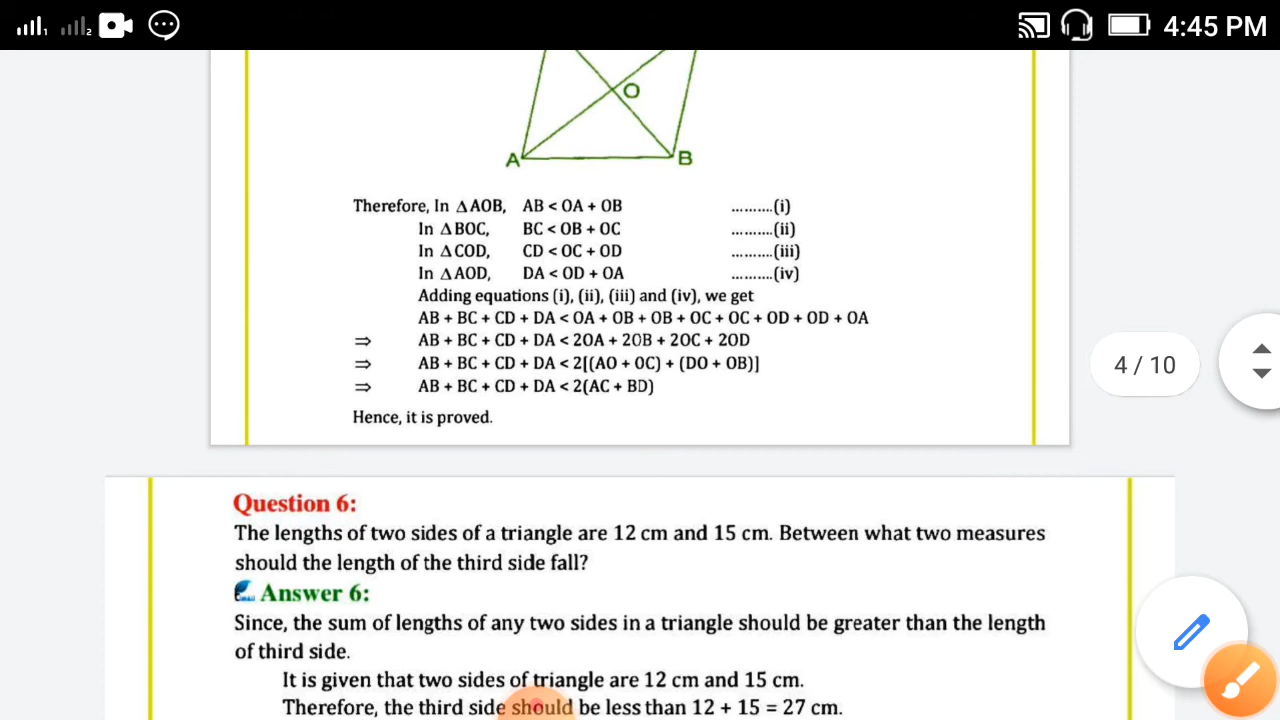 4:45 PM
O
A
B
Therefore, In △AOB, AB < OA + OB ..........(i)
In △BOC, BC < OB + OC ..........(ii)
In △COD, CD < OC + OD ..........(iii)
In △AOD, DA < OD + OA ..........(iv)
Adding equations (i), (ii), (iii) and (iv), we get
AB + BC + CD + DA < OA + OB + OB + OC + OC + OD + OD + OA
⇒ AB + BC + CD + DA < 2OA + 2OB + 2OC + 2OD
⇒ AB + BC + CD + DA < 2[(AO + OC) + (DO + OB)]
⇒ AB + BC + CD + DA < 2(AC + BD)
Hence, it is proved.
4 / 10
Question 6:
The lengths of two sides of a triangle are 12 cm and 15 cm. Between what two measures
should the length of the third side fall?
Answer 6:
Since, the sum of lengths of any two sides in a triangle should be greater than the length
of third side.
It is given that two sides of triangle are 12 cm and 15 cm.
Therefore, the third side should be less than 12 + 15 = 27 cm.